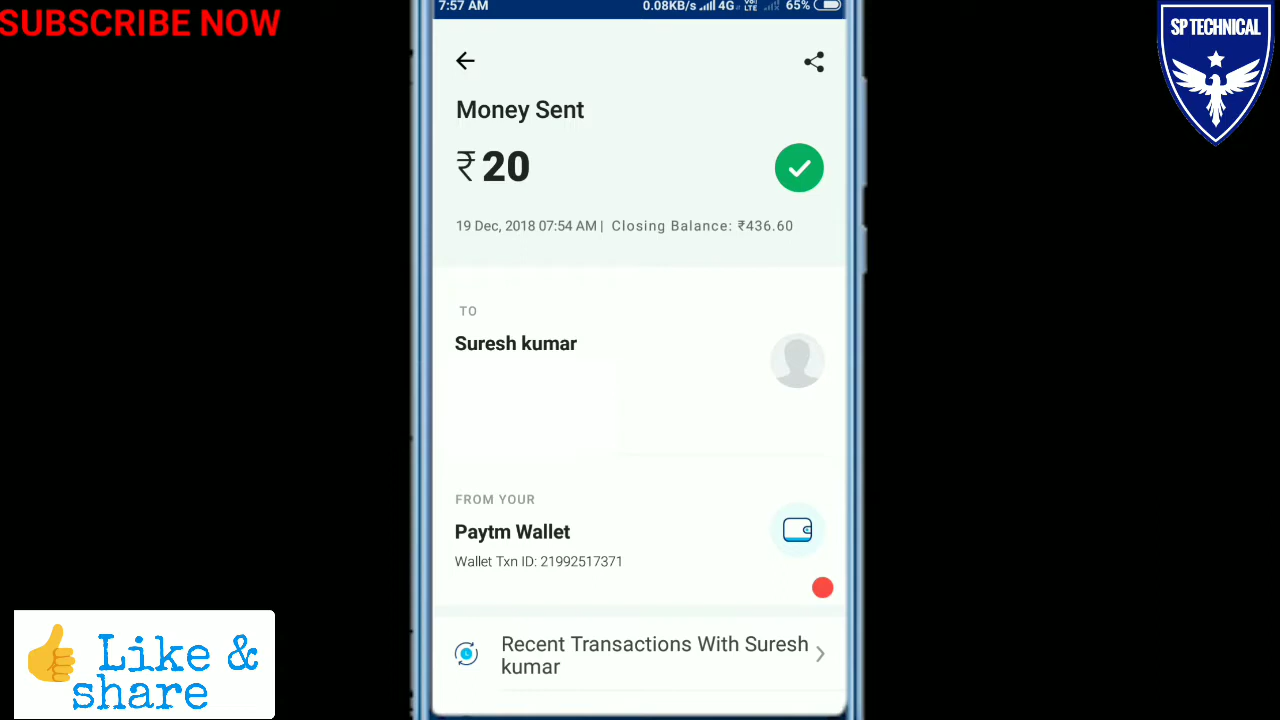 SUBSCRIBE NOW
7:57 AM 0.08KB/s 4G VoLTE 65%
SP TECHNICAL
Money Sent
₹20
19 Dec, 2018 07:54 AM | Closing Balance: ₹436.60
TO
Suresh kumar
FROM YOUR
Paytm Wallet
Wallet Txn ID: 21992517371
Recent Transactions With Suresh
kumar
Like &
share